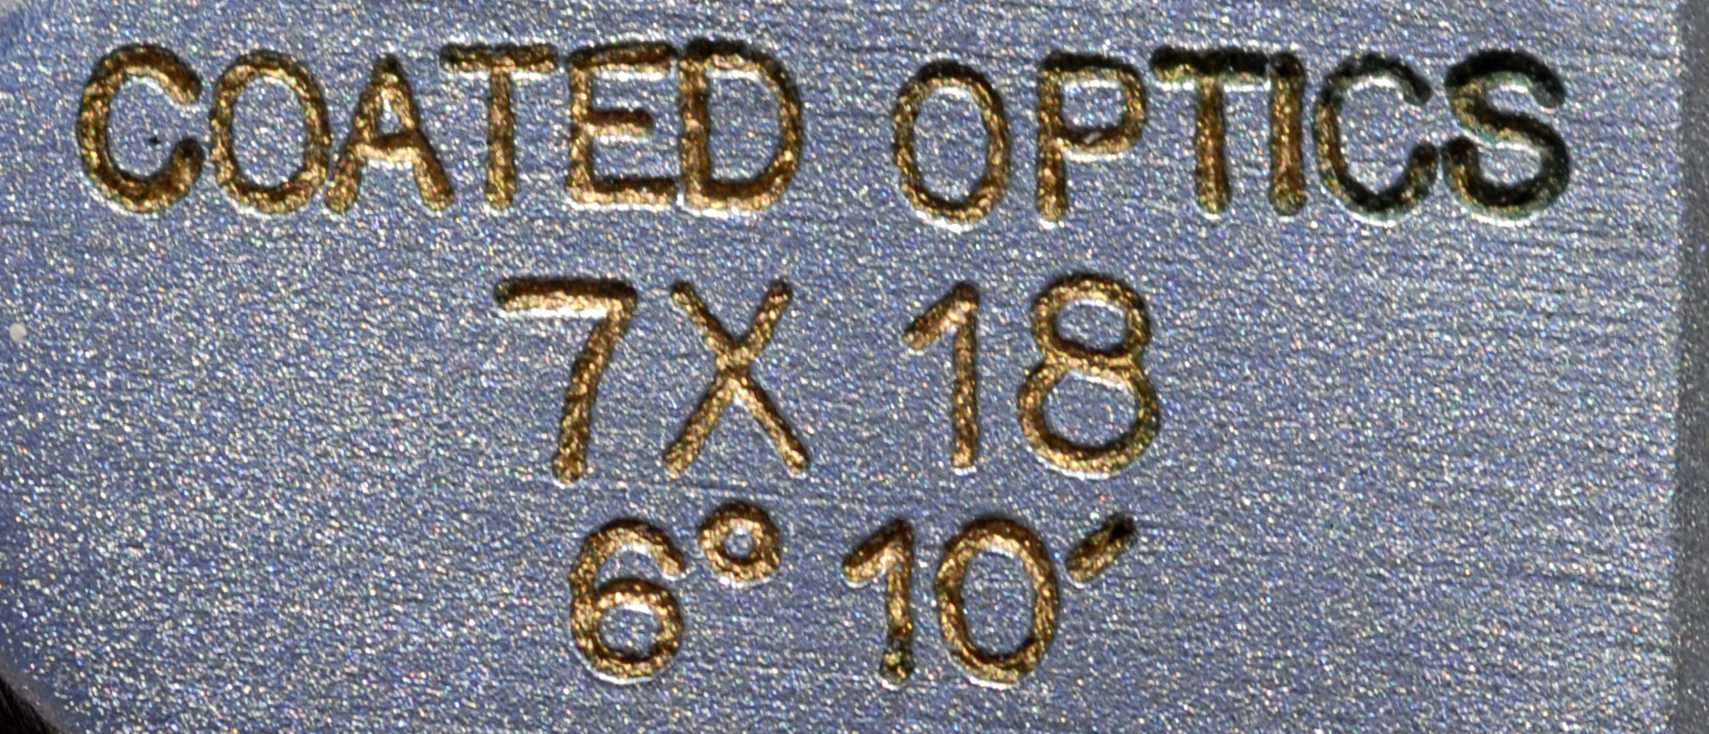 COATED OPTICS
7X 18
6° 10′